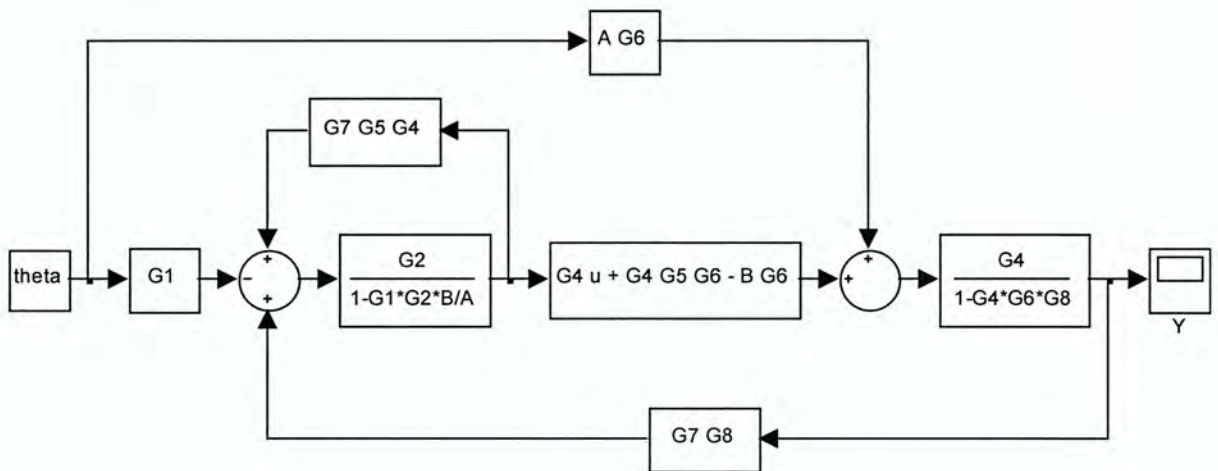 A G6
G7 G5 G4
theta
G1
+
−
+
G2
1-G1*G2*B/A
G4 u + G4 G5 G6 - B G6
+
+
G4
1-G4*G6*G8
Y
G7 G8